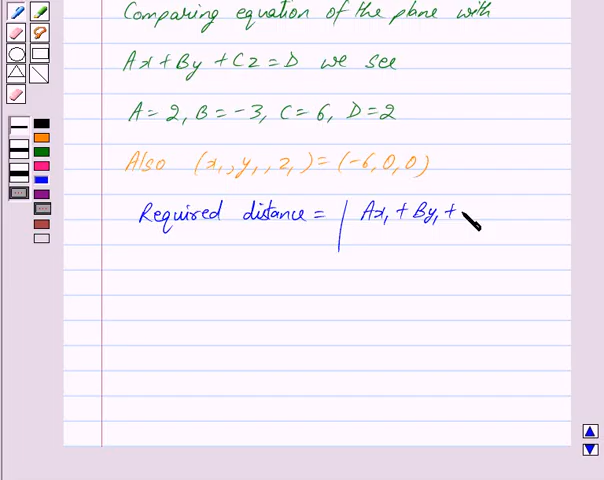 Comparing equation of the plane with
Ax + By + Cz = D we see
A = 2, B = -3, C = 6, D = 2
Also (x₁, y₁, z₁) = (-6, 0, 0)
Required distance = | Ax₁ + By₁ +